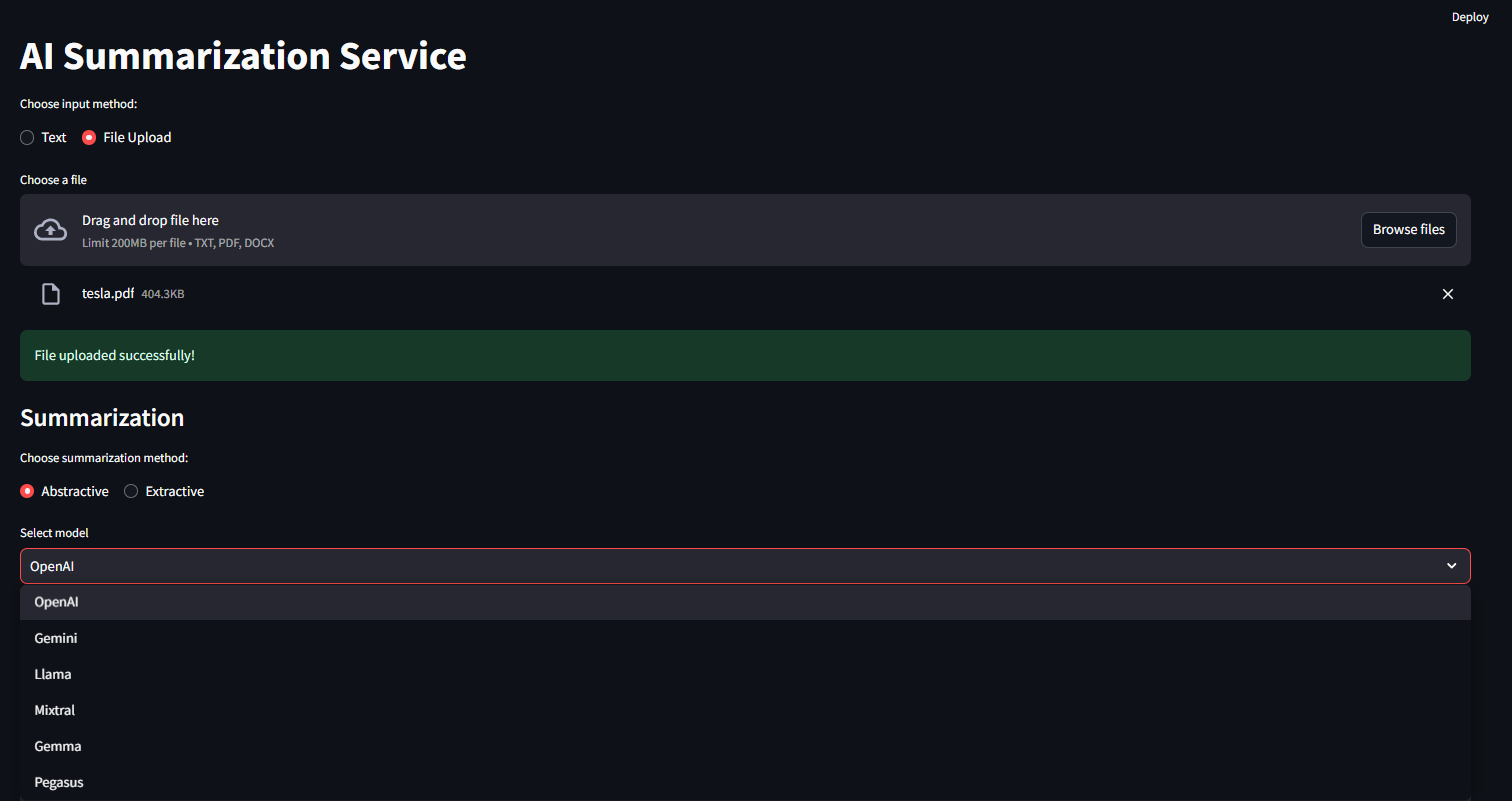 Deploy
AI Summarization Service
Choose input method:
Text File Upload
Choose a file
Drag and drop file here
Limit 200MB per file • TXT, PDF, DOCX
Browse files
tesla.pdf 404.3KB
File uploaded successfully!
Summarization
Choose summarization method:
Abstractive Extractive
Select model
OpenAI
OpenAI
Gemini
Llama
Mixtral
Gemma
Pegasus